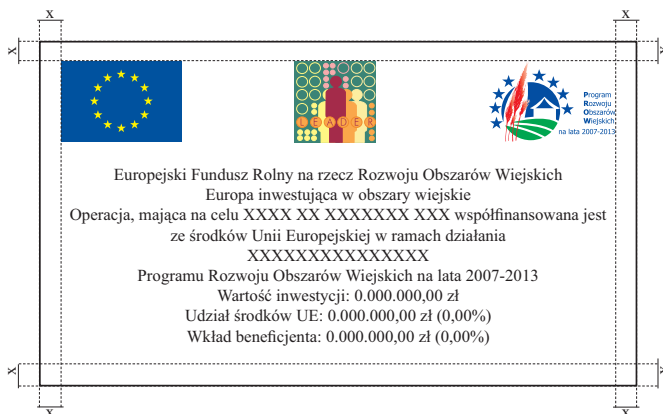 x x
x x
LEADER
Program
Rozwoju
Obszarów
Wiejskich
na lata 2007-2013
Europejski Fundusz Rolny na rzecz Rozwoju Obszarów Wiejskich
Europa inwestująca w obszary wiejskie
Operacja, mająca na celu XXXX XX XXXXXXX XXX współfinansowana jest
ze środków Unii Europejskiej w ramach działania
XXXXXXXXXXXXXXX
Programu Rozwoju Obszarów Wiejskich na lata 2007-2013
Wartość inwestycji: 0.000.000,00 zł
Udział środków UE: 0.000.000,00 zł (0,00%)
Wkład beneficjenta: 0.000.000,00 zł (0,00%)
x x
x x